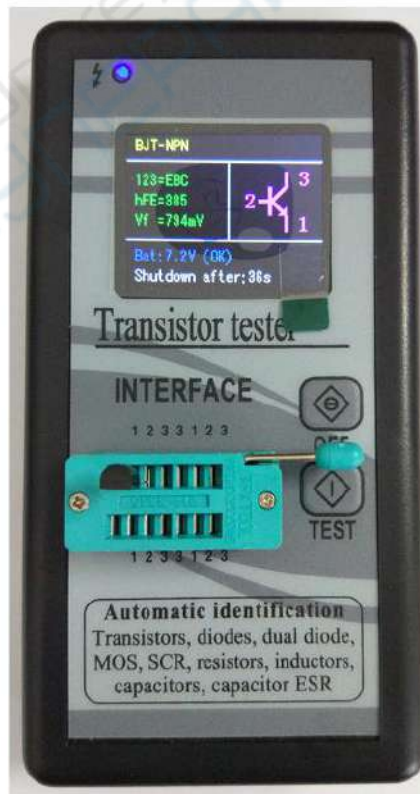 BJT-NPN
123=EBC
hFE=385
Vf =794mV
2
3
1
Bat:7.2V (OK)
Shutdown after:36s
Transistor tester
INTERFACE
1 2 3 3 1 2 3
OFF
TEST
1 2 3 3 1 2 3
Automatic identification
Transistors, diodes, dual diode,
MOS, SCR, resistors, inductors,
capacitors, capacitor ESR